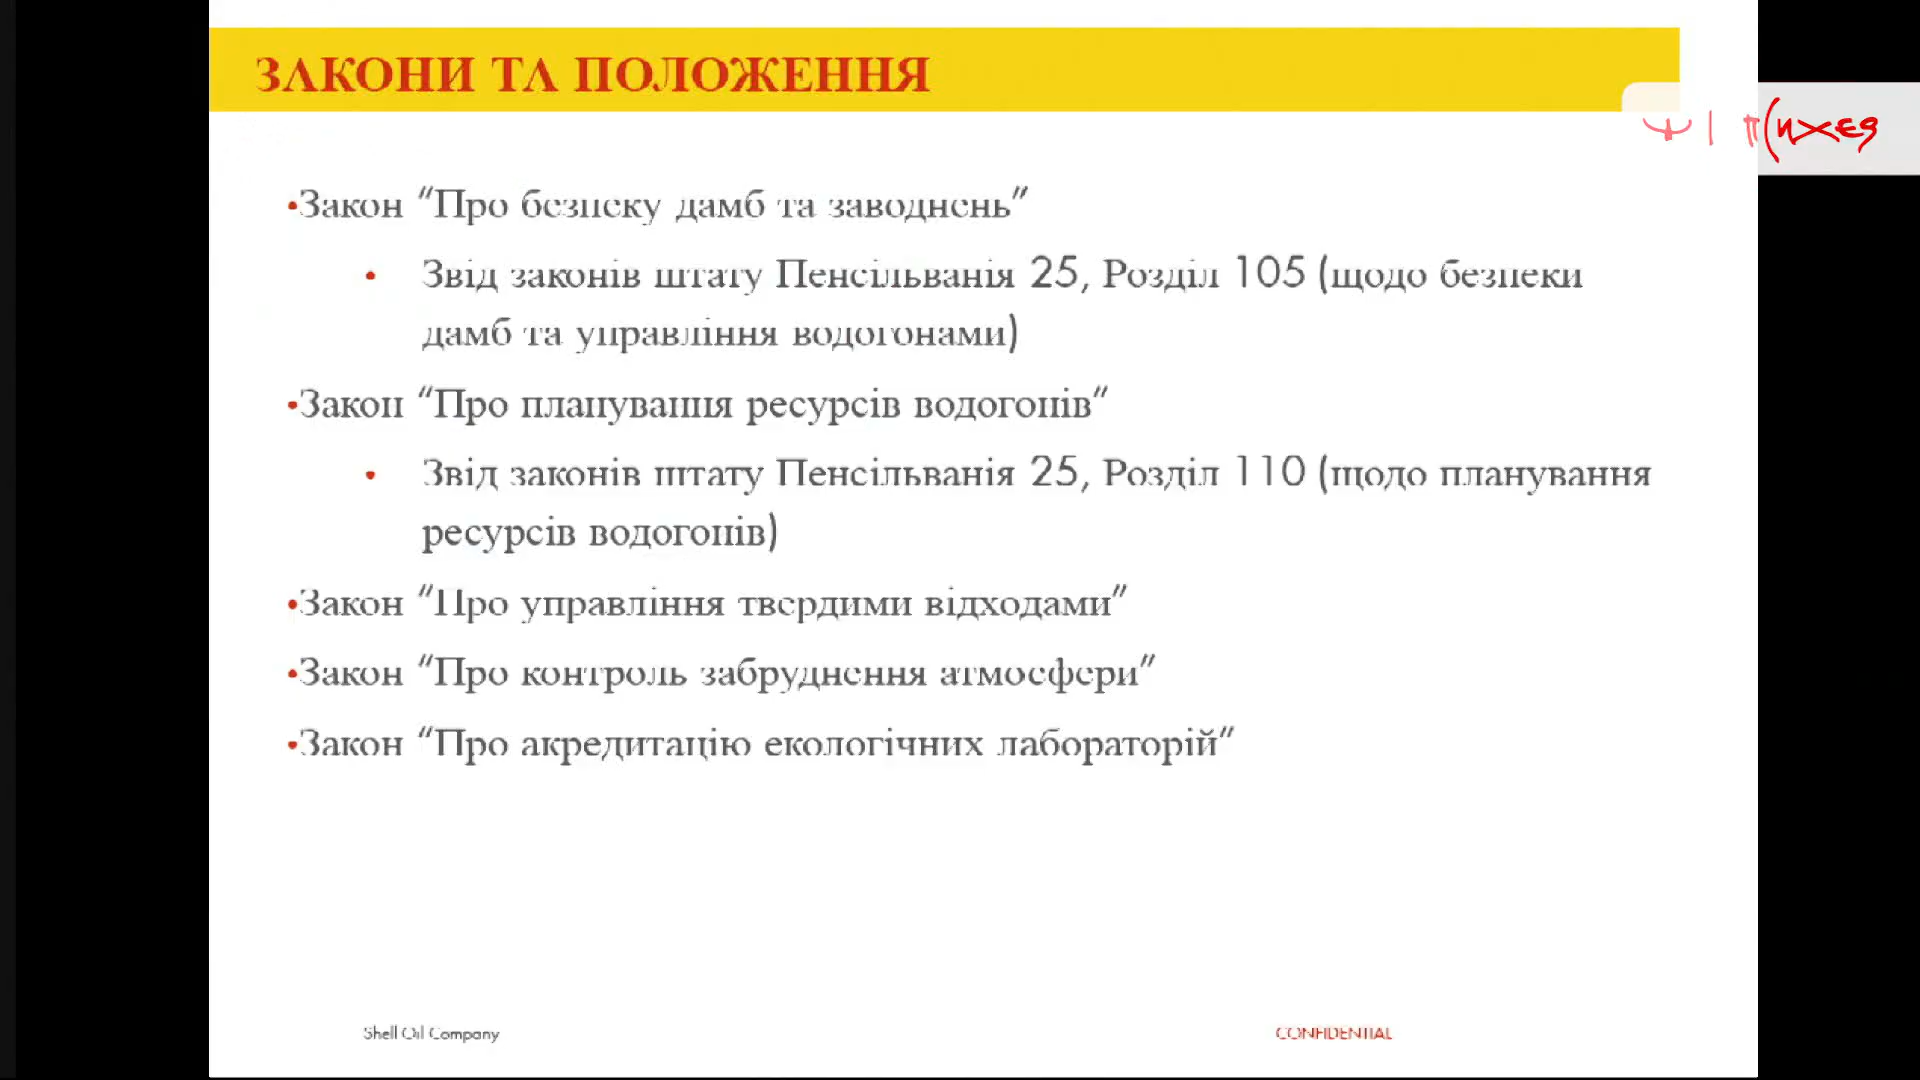 ЗАКОНИ ТА ПОЛОЖЕННЯ
•Закон “Про безпеку дамб та заводнень”
• Звід законів штату Пенсільванія 25, Розділ 105 (щодо безпеки
дамб та управління водогонами)
•Закон “Про планування ресурсів водогонів”
• Звід законів штату Пенсільванія 25, Розділ 110 (щодо планування
ресурсів водогонів)
•Закон “Про управління твердими відходами”
•Закон “Про контроль забруднення атмосфери”
•Закон “Про акредитацію екологічних лабораторій”
Shell Oil Company
CONFIDENTIAL